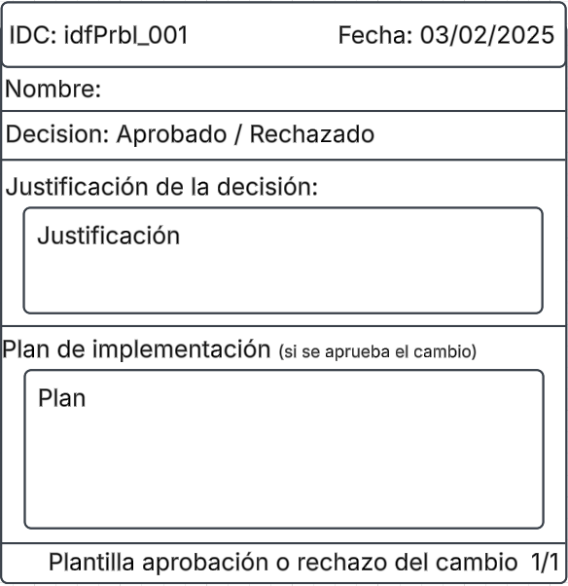 IDC: idfPrbl_001 Fecha: 03/02/2025
Nombre:
Decision: Aprobado / Rechazado
Justificación de la decisión:
Justificación
Plan de implementación (si se aprueba el cambio)
Plan
Plantilla aprobación o rechazo del cambio 1/1